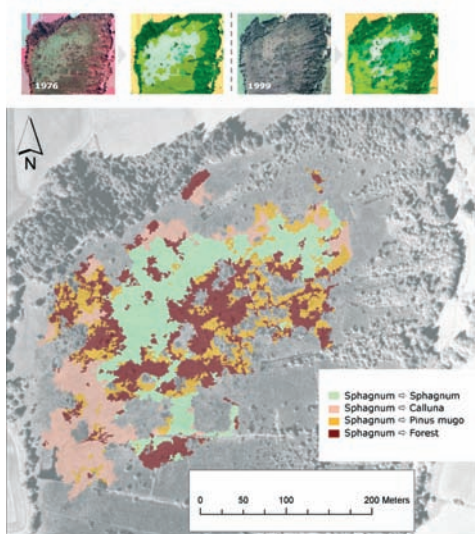 1976
1999
N
Sphagnum ⇨ Sphagnum
Sphagnum ⇨ Calluna
Sphagnum ⇨ Pinus mugo
Sphagnum ⇨ Forest
0 50 100 200 Meters